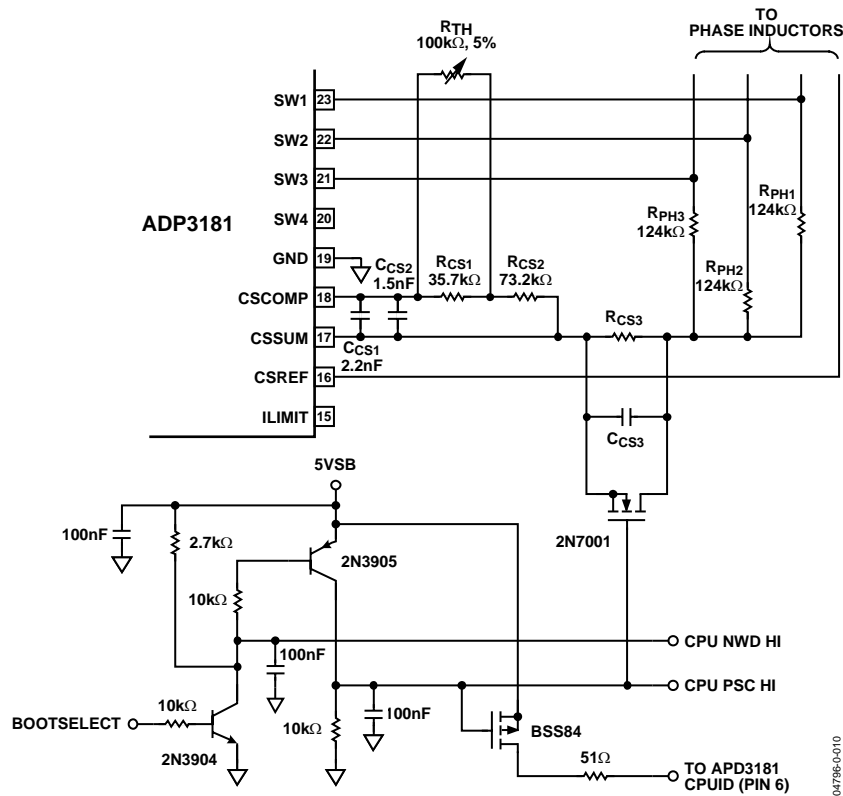 TO
PHASE INDUCTORS
RTH
100kΩ, 5%
ADP3181
SW1 23
SW2 22
SW3 21
SW4 20
GND 19
CSCOMP 18
CSSUM 17
CSREF 16
ILIMIT 15
CCS2
1.5nF
RCS1
35.7kΩ
RCS2
73.2kΩ
RPH3
124kΩ
RPH1
124kΩ
RPH2
124kΩ
CCS1
2.2nF
RCS3
CCS3
2N7001
5VSB
100nF
2.7kΩ
2N3905
10kΩ
100nF
CPU NWD HI
CPU PSC HI
BOOTSELECT
10kΩ
2N3904
10kΩ
100nF
BSS84
51Ω
TO APD3181
CPUID (PIN 6)
04796-0-010